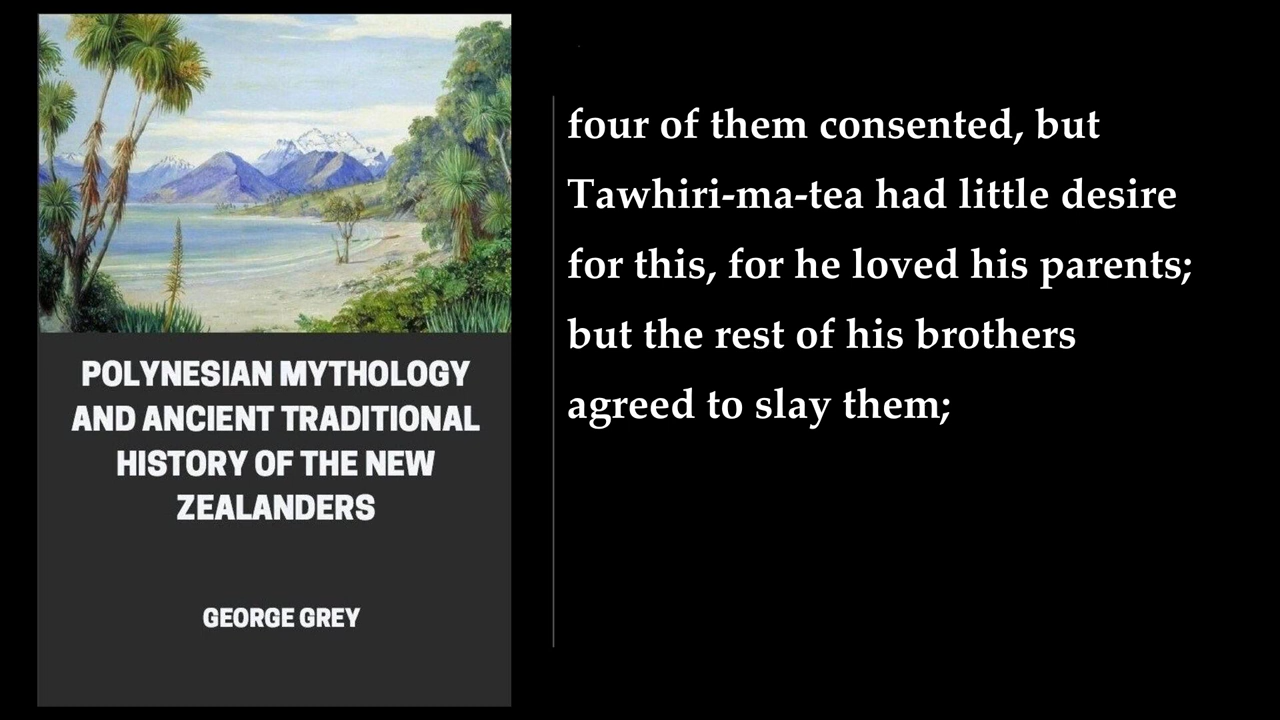 POLYNESIAN MYTHOLOGY
AND ANCIENT TRADITIONAL
HISTORY OF THE NEW
ZEALANDERS
GEORGE GREY
four of them consented, but
Tawhiri-ma-tea had little desire
for this, for he loved his parents;
but the rest of his brothers
agreed to slay them;